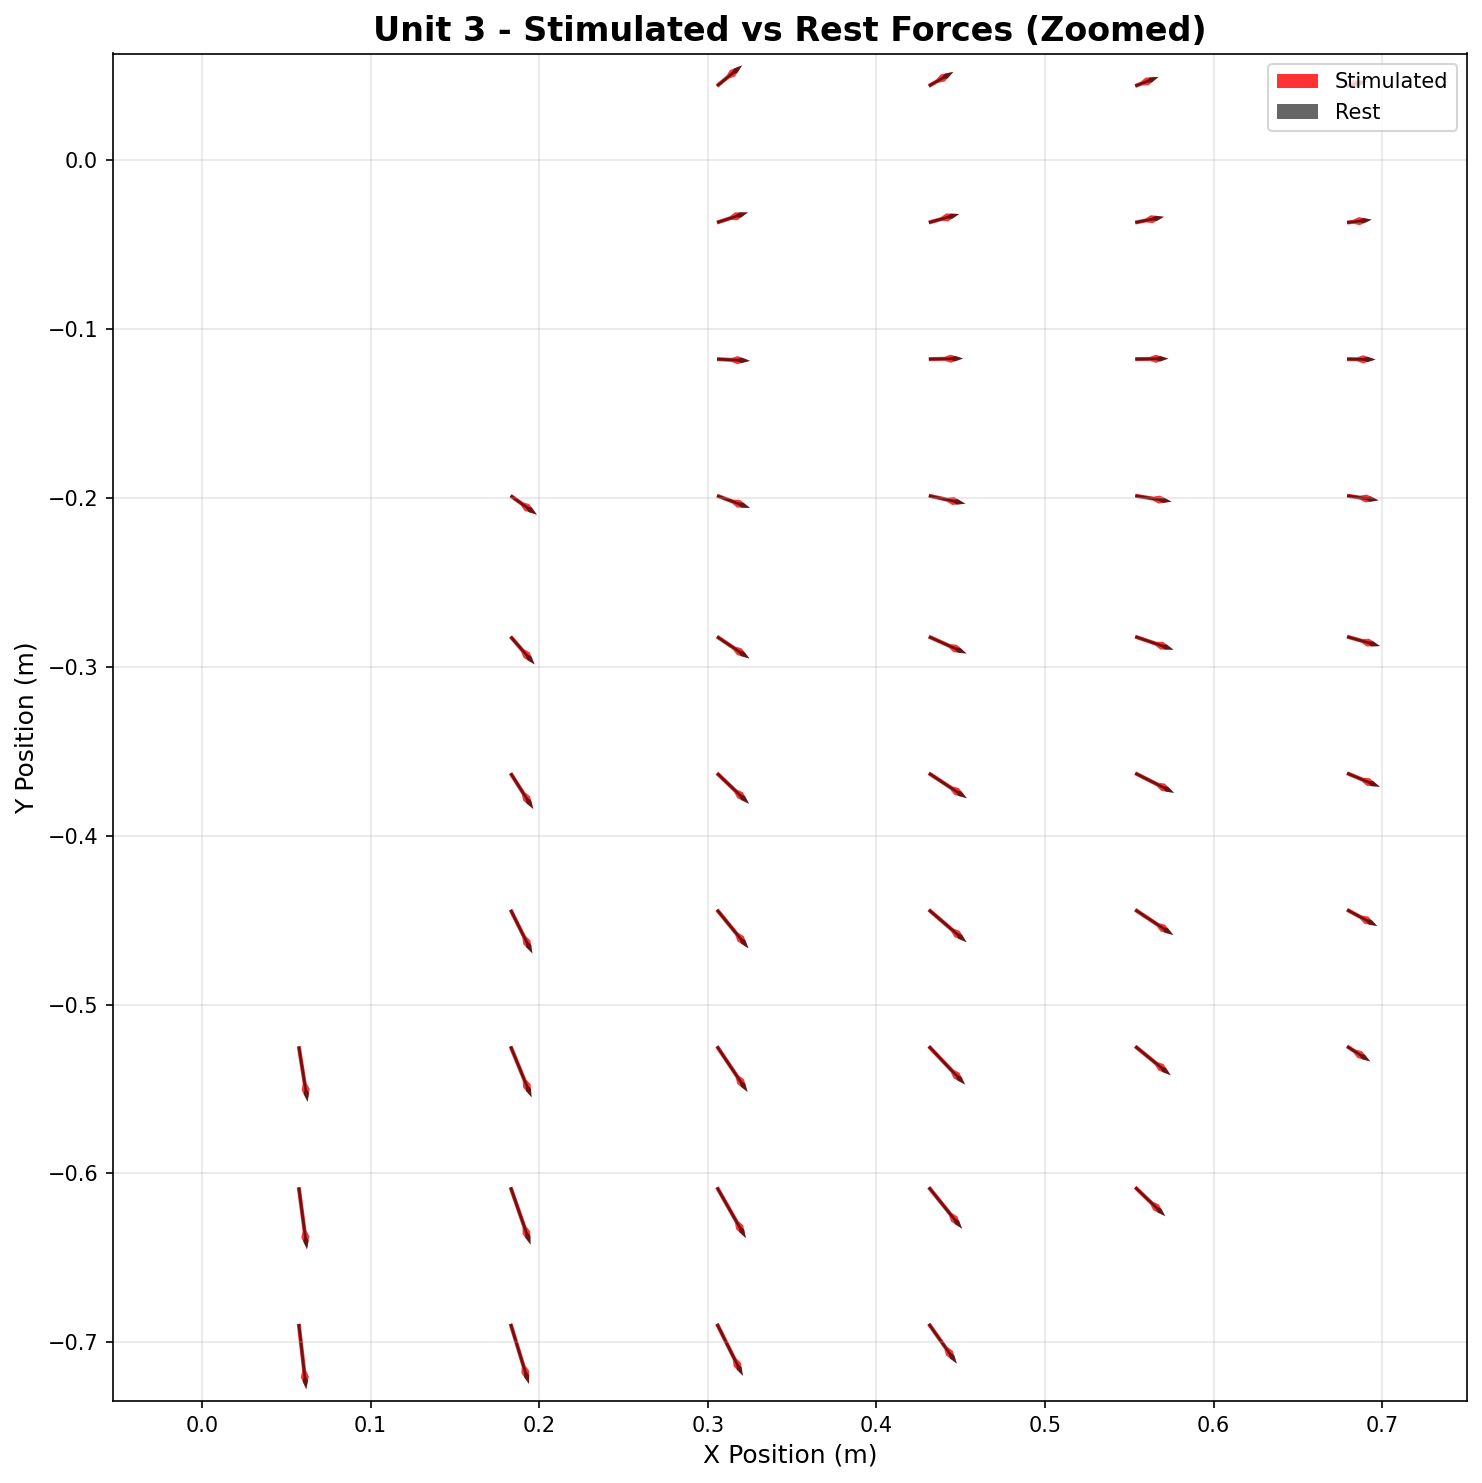 Unit 3 - Stimulated vs Rest Forces (Zoomed)
Stimulated
Rest
0.0
−0.1
−0.2
−0.3
−0.4
−0.5
−0.6
−0.7
Y Position (m)
0.0 0.1 0.2 0.3 0.4 0.5 0.6 0.7
X Position (m)